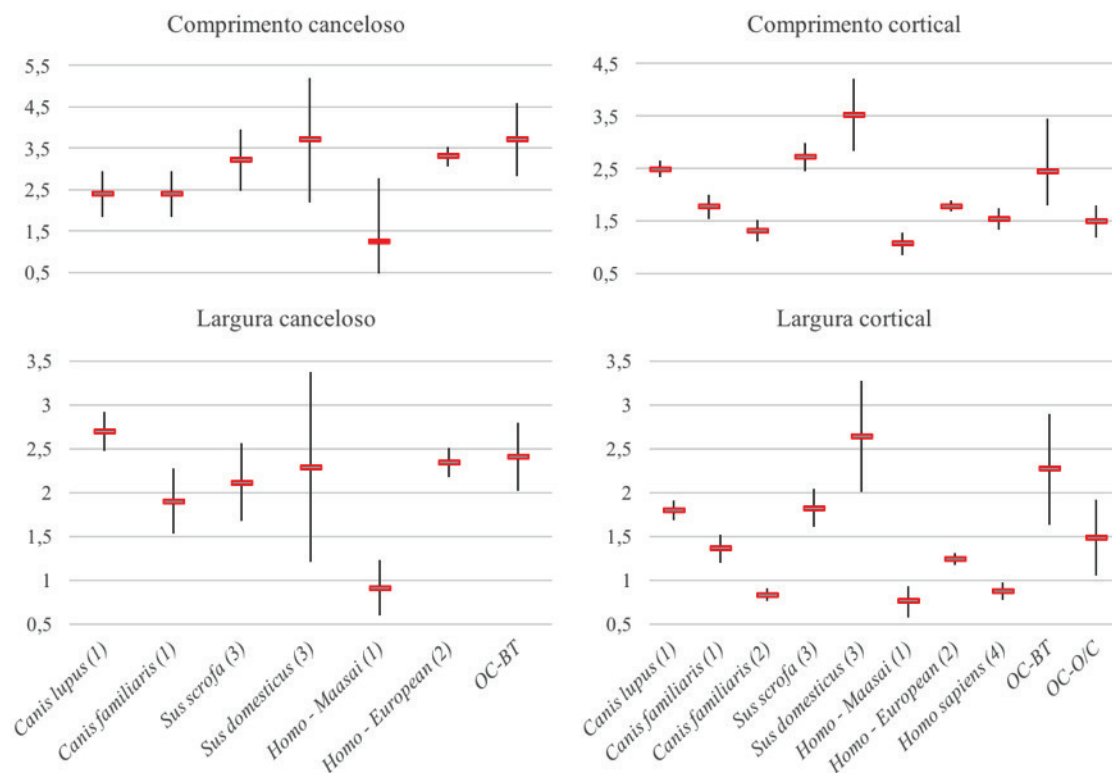 Comprimento canceloso
5,5
4,5
3,5
2,5
1,5
0,5
Comprimento cortical
4,5
3,5
2,5
1,5
0,5
Largura canceloso
3,5
3
2,5
2
1,5
1
0,5
Canis lupus (1)
Canis familiaris (1)
Sus scrofa (3)
Sus domesticus (3)
Homo - Maasai (1)
Homo - European (2)
OC-BT
Largura cortical
3,5
3
2,5
2
1,5
1
0,5
Canis lupus (1)
Canis familiaris (1)
Canis familiaris (2)
Sus scrofa (3)
Sus domesticus (3)
Homo - Maasai (1)
Homo - European (2)
Homo sapiens (4)
OC-BT
OC-O/C